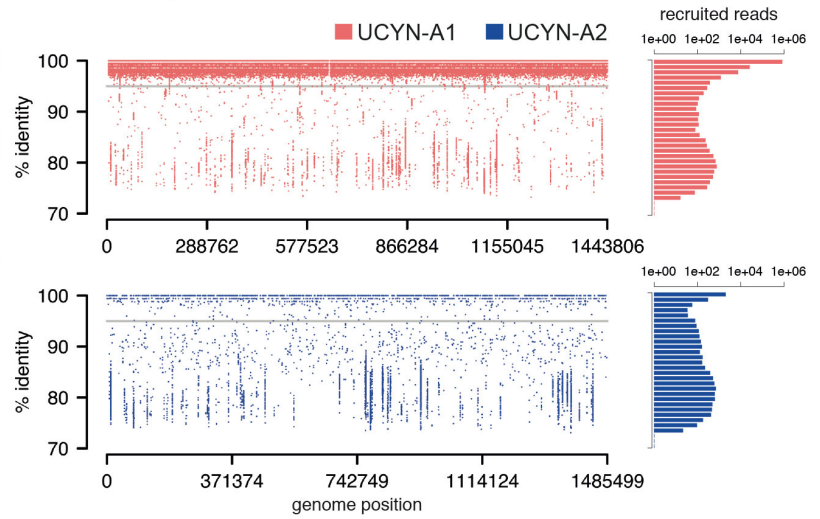 UCYN-A1 UCYN-A2
recruited reads
1e+00 1e+02 1e+04 1e+06
% identity
100
90
80
70
0 288762 577523 866284 1155045 1443806
1e+00 1e+02 1e+04 1e+06
% identity
100
90
80
70
0 371374 742749 1114124 1485499
genome position